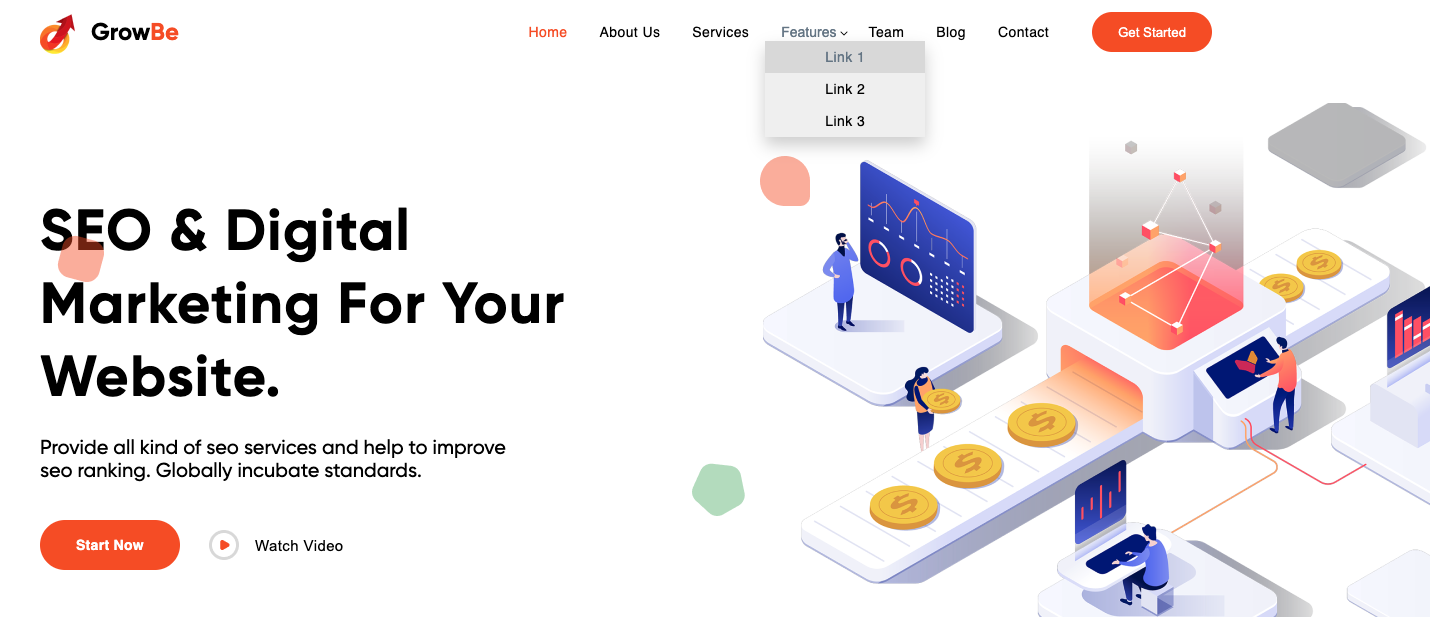 GrowBe
Home About Us Services Features Team Blog Contact Get Started
Link 1
Link 2
Link 3
SEO & Digital
Marketing For Your
Website.
Provide all kind of seo services and help to improve
seo ranking. Globally incubate standards.
Start Now Watch Video